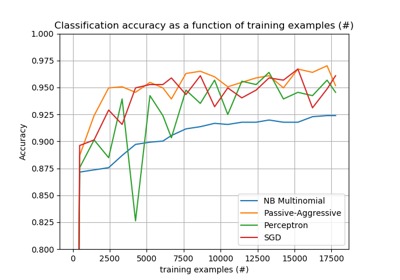 Classification accuracy as a function of training examples (#)
1.000
0.975
0.950
0.925
0.900
0.875
0.850
0.825
0.800
Accuracy
NB Multinomial
Passive-Aggressive
Perceptron
SGD
0 2500 5000 7500 10000 12500 15000 17500
training examples (#)